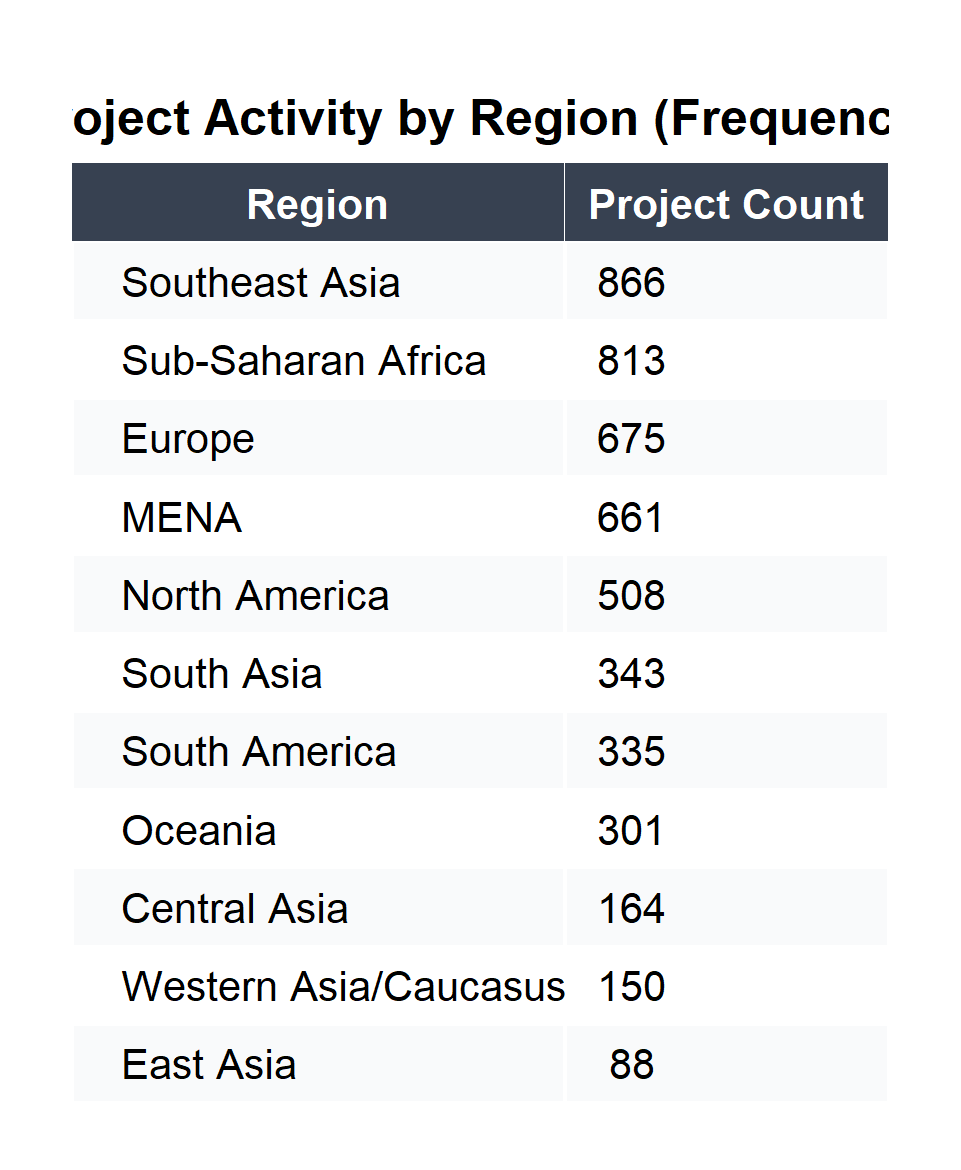 oject Activity by Region (Frequenc
Region Project Count
Southeast Asia 866
Sub-Saharan Africa 813
Europe 675
MENA 661
North America 508
South Asia 343
South America 335
Oceania 301
Central Asia 164
Western Asia/Caucasus 150
East Asia 88